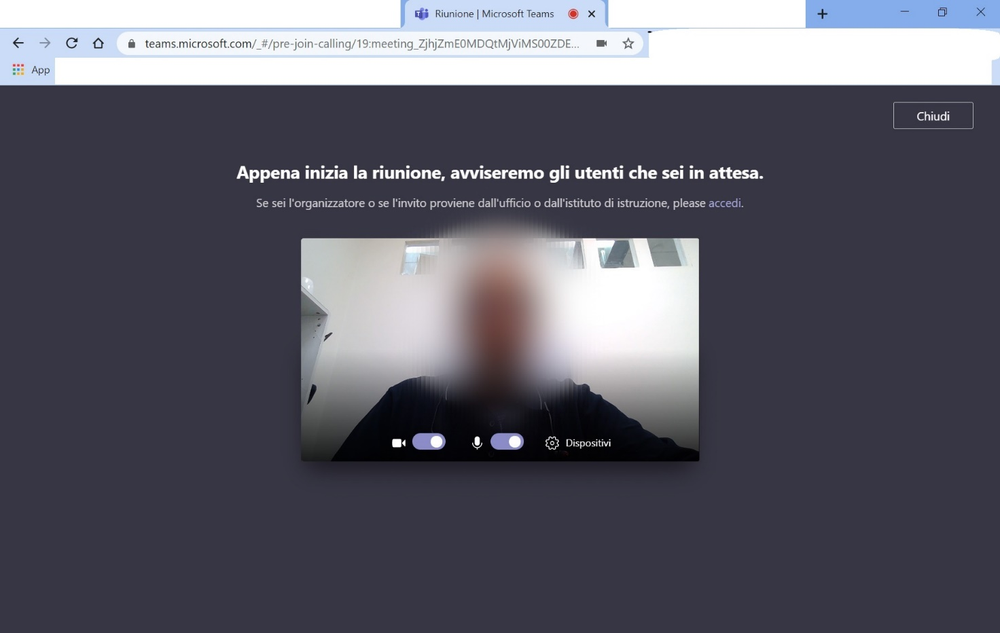 Riunione | Microsoft Teams
teams.microsoft.com/_#/pre-join-calling/19:meeting_ZjhjZmE0MDQtMjViMS00ZDE...
App
Chiudi
Appena inizia la riunione, avviseremo gli utenti che sei in attesa.
Se sei l'organizzatore o se l'invito proviene dall'ufficio o dall'istituto di istruzione, please accedi.
Dispositivi